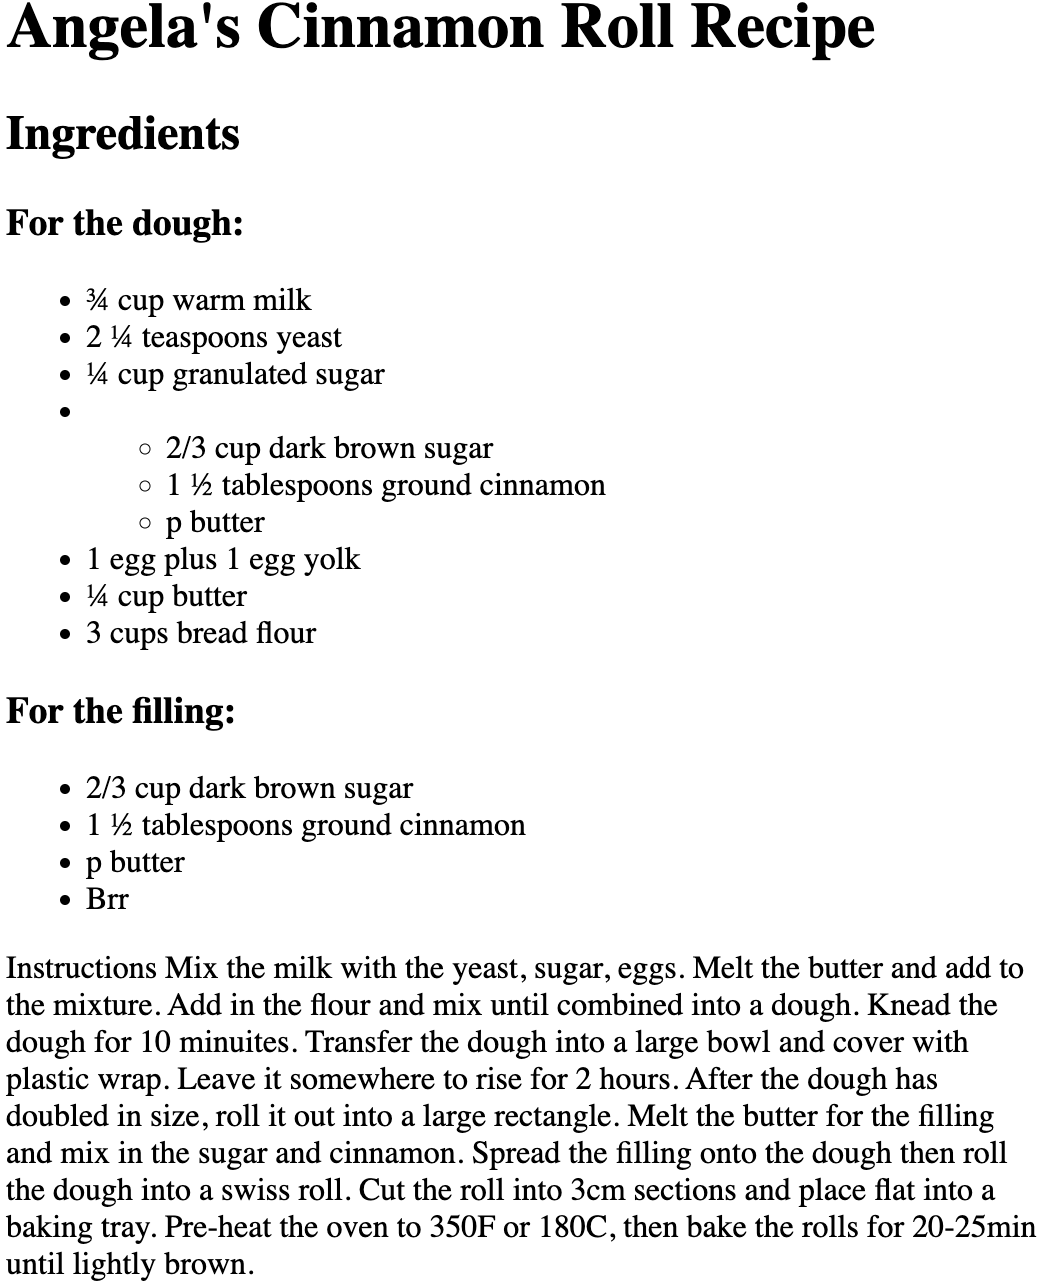 Angela's Cinnamon Roll Recipe
Ingredients
For the dough:
¾ cup warm milk
2 ¼ teaspoons yeast
¼ cup granulated sugar
2/3 cup dark brown sugar
1 ½ tablespoons ground cinnamon
p butter
1 egg plus 1 egg yolk
¼ cup butter
3 cups bread flour
For the filling:
2/3 cup dark brown sugar
1 ½ tablespoons ground cinnamon
p butter
Brr
Instructions Mix the milk with the yeast, sugar, eggs. Melt the butter and add to
the mixture. Add in the flour and mix until combined into a dough. Knead the
dough for 10 minuites. Transfer the dough into a large bowl and cover with
plastic wrap. Leave it somewhere to rise for 2 hours. After the dough has
doubled in size, roll it out into a large rectangle. Melt the butter for the filling
and mix in the sugar and cinnamon. Spread the filling onto the dough then roll
the dough into a swiss roll. Cut the roll into 3cm sections and place flat into a
baking tray. Pre-heat the oven to 350F or 180C, then bake the rolls for 20-25min
until lightly brown.